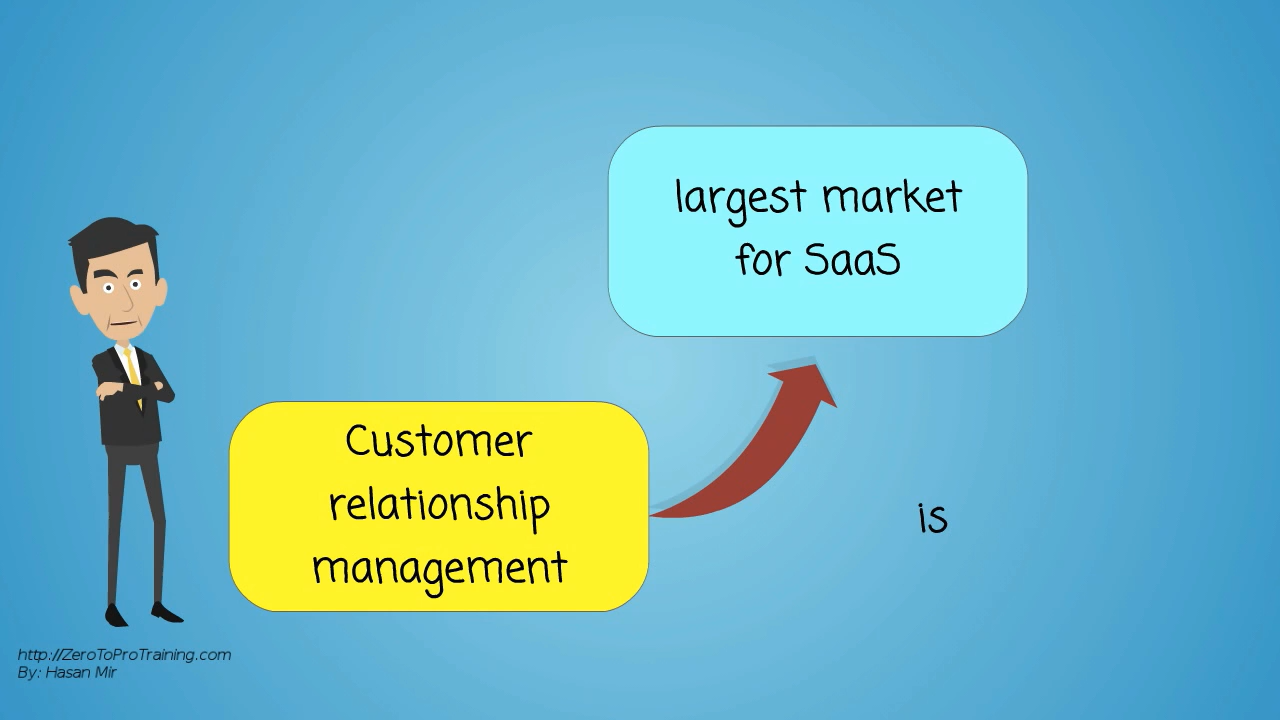 largest market
for SaaS
Customer
relationship
management
is
http://ZeroToProTraining.com
By: Hasan Mir